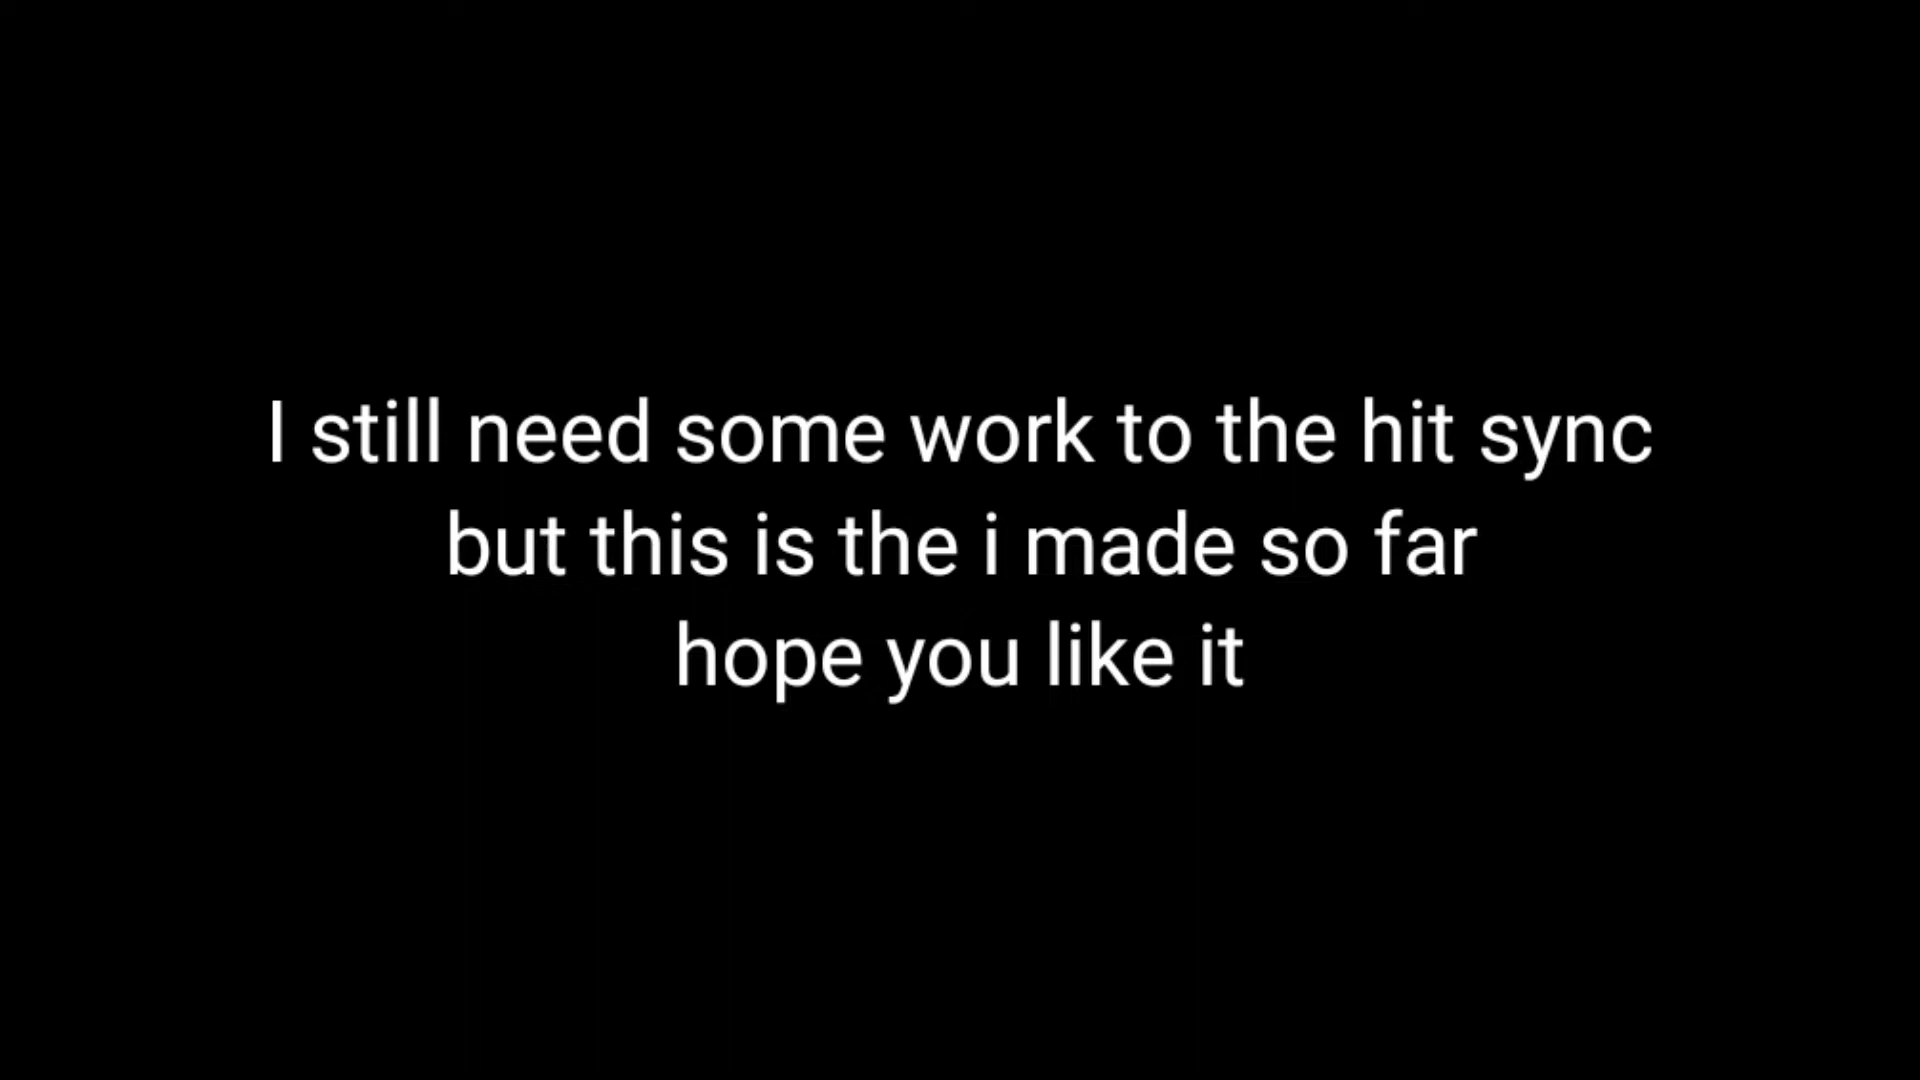 I still need some work to the hit sync
but this is the i made so far
hope you like it